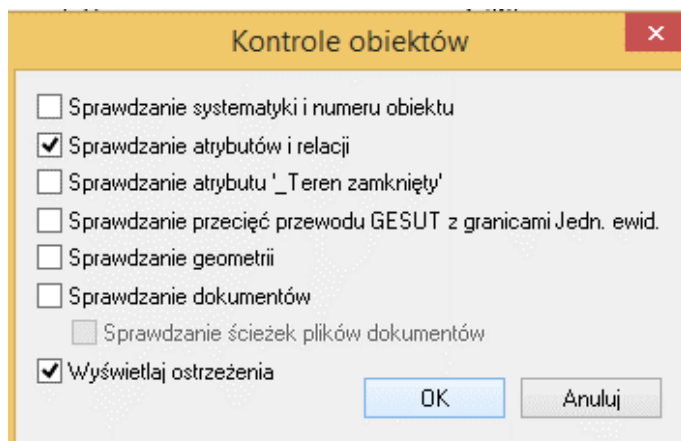 Kontrole obiektów
Sprawdzanie systematyki i numeru obiektu
Sprawdzanie atrybutów i relacji
Sprawdzanie atrybutu '_Teren zamknięty'
Sprawdzanie przecięć przewodu GESUT z granicami Jedn. ewid.
Sprawdzanie geometrii
Sprawdzanie dokumentów
Sprawdzanie ścieżek plików dokumentów
Wyświetlaj ostrzeżenia
OK Anuluj